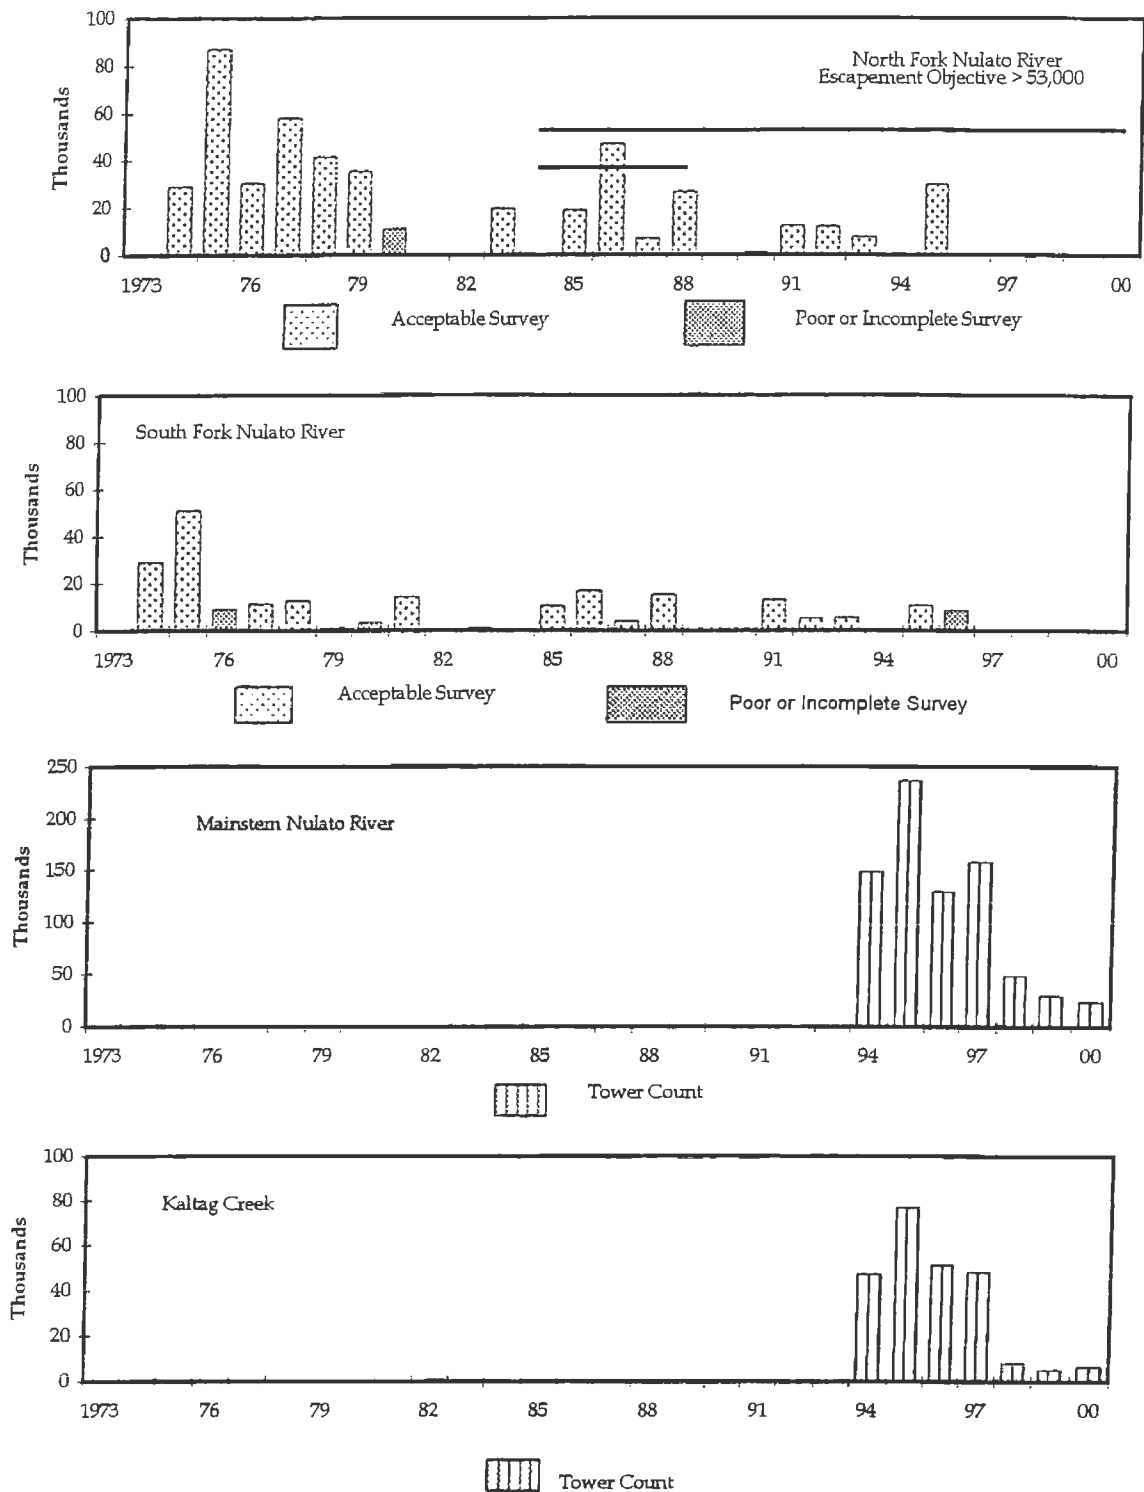 100
80
60
40
20
0
Thousands
North Fork Nulato River
Escapement Objective > 53,000
1973 76 79 82 85 88 91 94 97 00
Acceptable Survey Poor or Incomplete Survey
100
80
60
40
20
0
Thousands
South Fork Nulato River
1973 76 79 82 85 88 91 94 97 00
Acceptable Survey Poor or Incomplete Survey
250
200
150
100
50
0
Thousands
Mainstem Nulato River
1973 76 79 82 85 88 91 94 97 00
Tower Count
100
80
60
40
20
0
Thousands
Kaltag Creek
1973 76 79 82 85 88 91 94 97 00
Tower Count